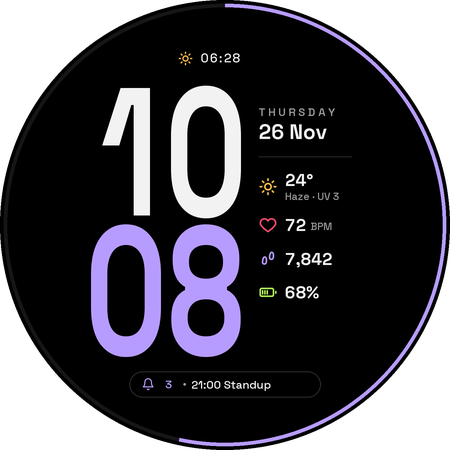 06:28
10
08
THURSDAY
26 Nov
24°
Haze · UV 3
72 BPM
7,842
68%
3 • 21:00 Standup